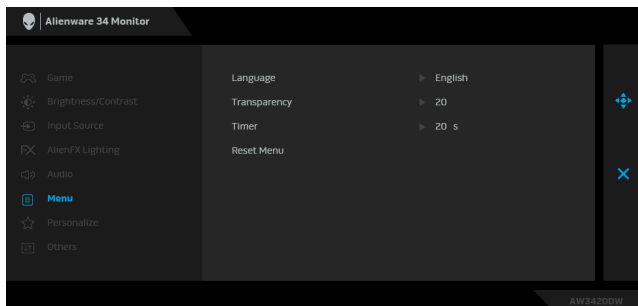 Alienware 34 Monitor
Game
Brightness/Contrast
Input Source
AlienFX Lighting
Audio
Menu
Personalize
Others
Language English
Transparency 20
Timer 20 s
Reset Menu
AW3420DW